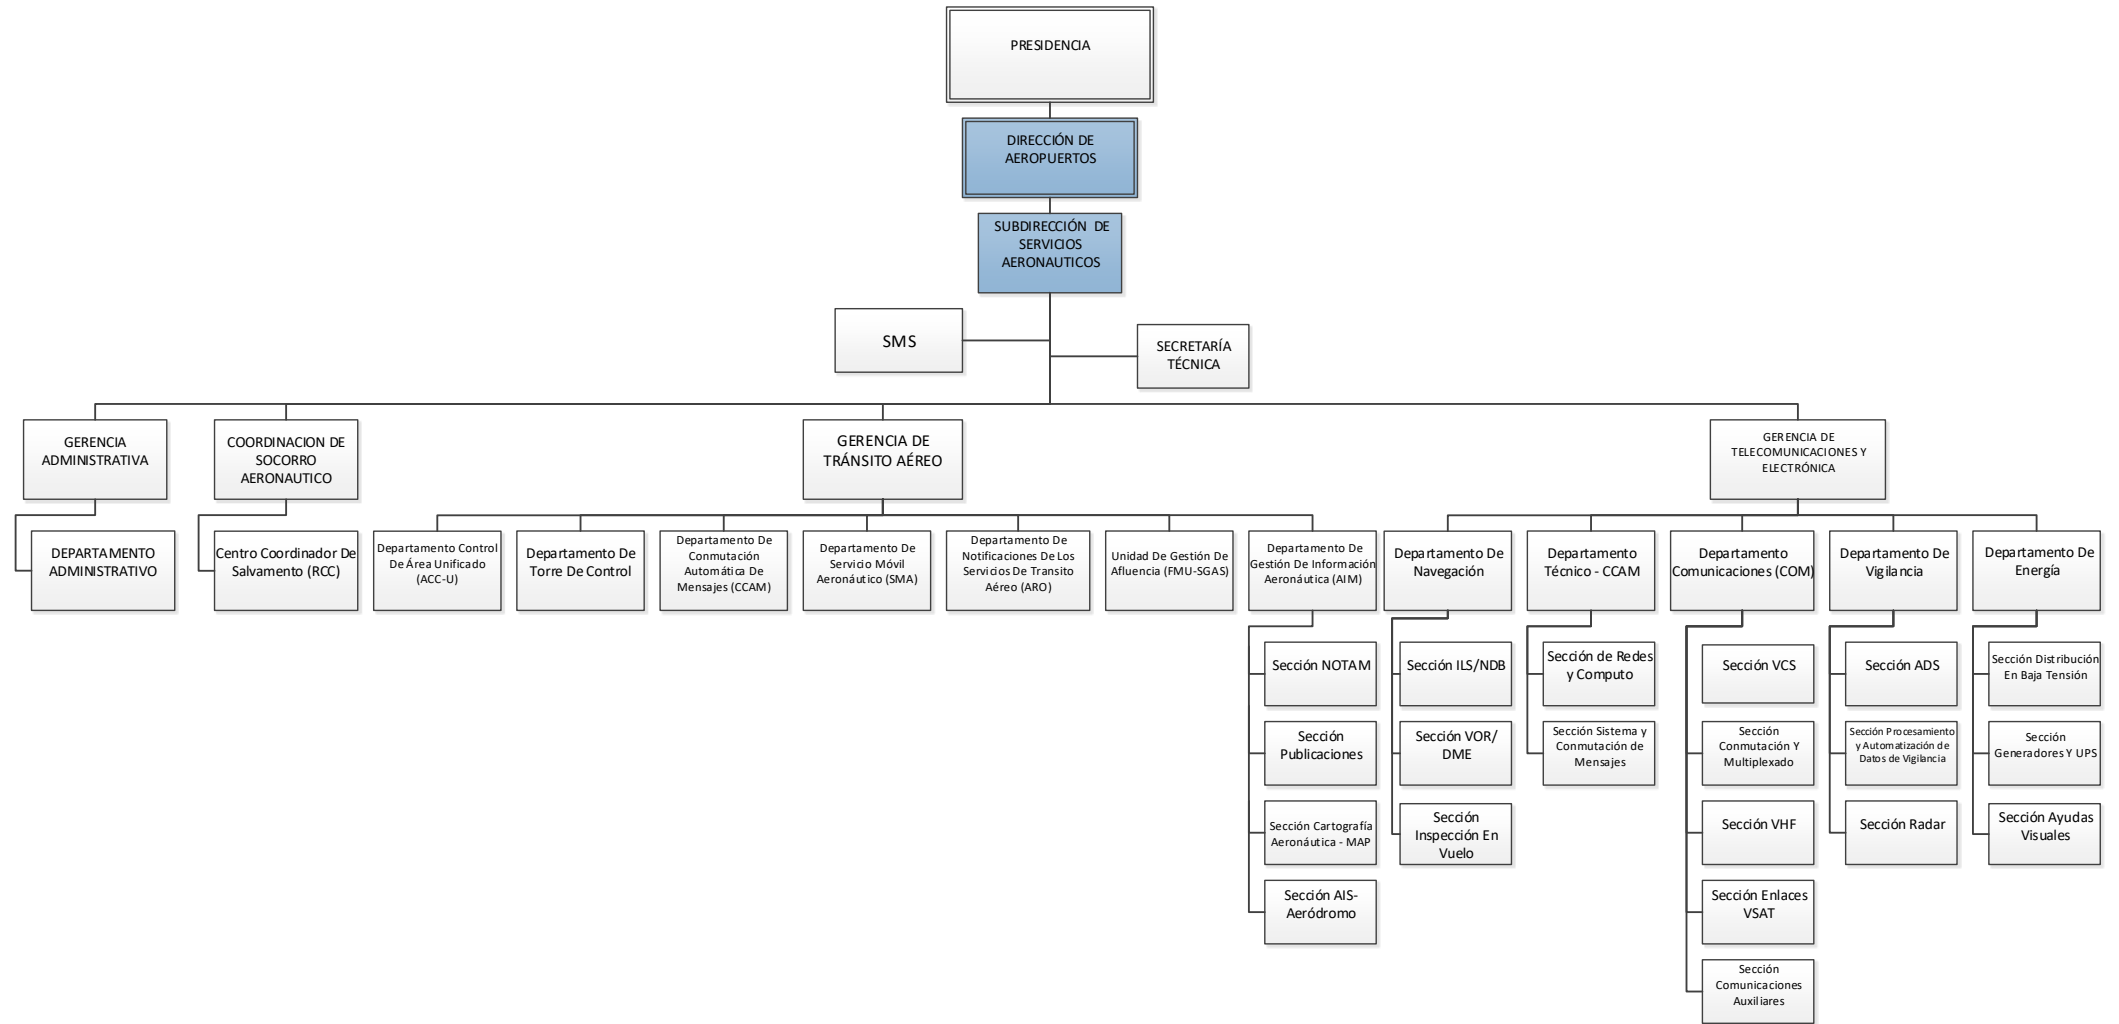 PRESIDENCIA
DIRECCIÓN DE
AEROPUERTOS
SUBDIRECCIÓN DE
SERVICIOS
AERONAUTICOS
SMS
SECRETARÍA
TÉCNICA
GERENCIA
ADMINISTRATIVA
COORDINACION DE
SOCORRO
AERONAUTICO
GERENCIA DE
TRÁNSITO AÉREO
GERENCIA DE
TELECOMUNICACIONES Y
ELECTRÓNICA
DEPARTAMENTO
ADMINISTRATIVO
Centro Coordinador De
Salvamento (RCC)
Departamento Control
De Área Unificado
(ACC-U)
Departamento De
Torre De Control
Departamento De
Conmutación
Automática De
Mensajes (CCAM)
Departamento De
Servicio Móvil
Aeronáutico (SMA)
Departamento De
Notificaciones De Los
Servicios De Transito
Aéreo (ARO)
Unidad De Gestión De
Afluencia (FMU-SGAS)
Departamento De
Gestión De Información
Aeronáutica (AIM)
Departamento De
Navegación
Departamento
Técnico - CCAM
Departamento
Comunicaciones (COM)
Departamento De
Vigilancia
Departamento De
Energía
Sección NOTAM
Sección
Publicaciones
Sección Cartografía
Aeronáutica - MAP
Sección AIS-
Aeródromo
Sección ILS/NDB
Sección VOR/
DME
Sección
Inspección En
Vuelo
Sección de Redes
y Computo
Sección Sistema y
Conmutación de
Mensajes
Sección VCS
Sección
Conmutación Y
Multiplexado
Sección VHF
Sección Enlaces
VSAT
Sección
Comunicaciones
Auxiliares
Sección ADS
Sección Procesamiento
y Automatización de
Datos de Vigilancia
Sección Radar
Sección Distribución
En Baja Tensión
Sección
Generadores Y UPS
Sección Ayudas
Visuales